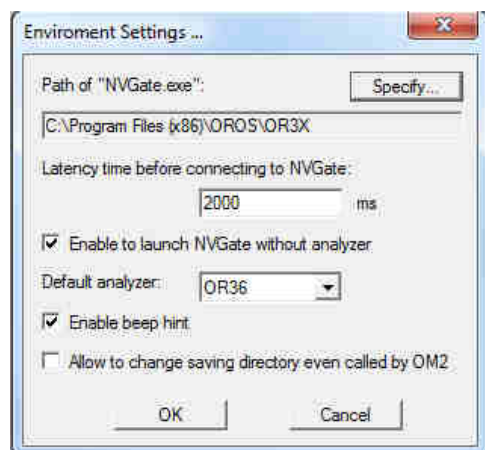 Enviroment Settings ...
Path of "NVGate.exe":
Specify...
C:\Program Files (x86)\OROS\OR3X
Latency time before connecting to NVGate:
2000 ms
Enable to launch NVGate without analyzer
Default analyzer: OR36
Enable beep hint
Allow to change saving directory even called by OM2
OK Cancel